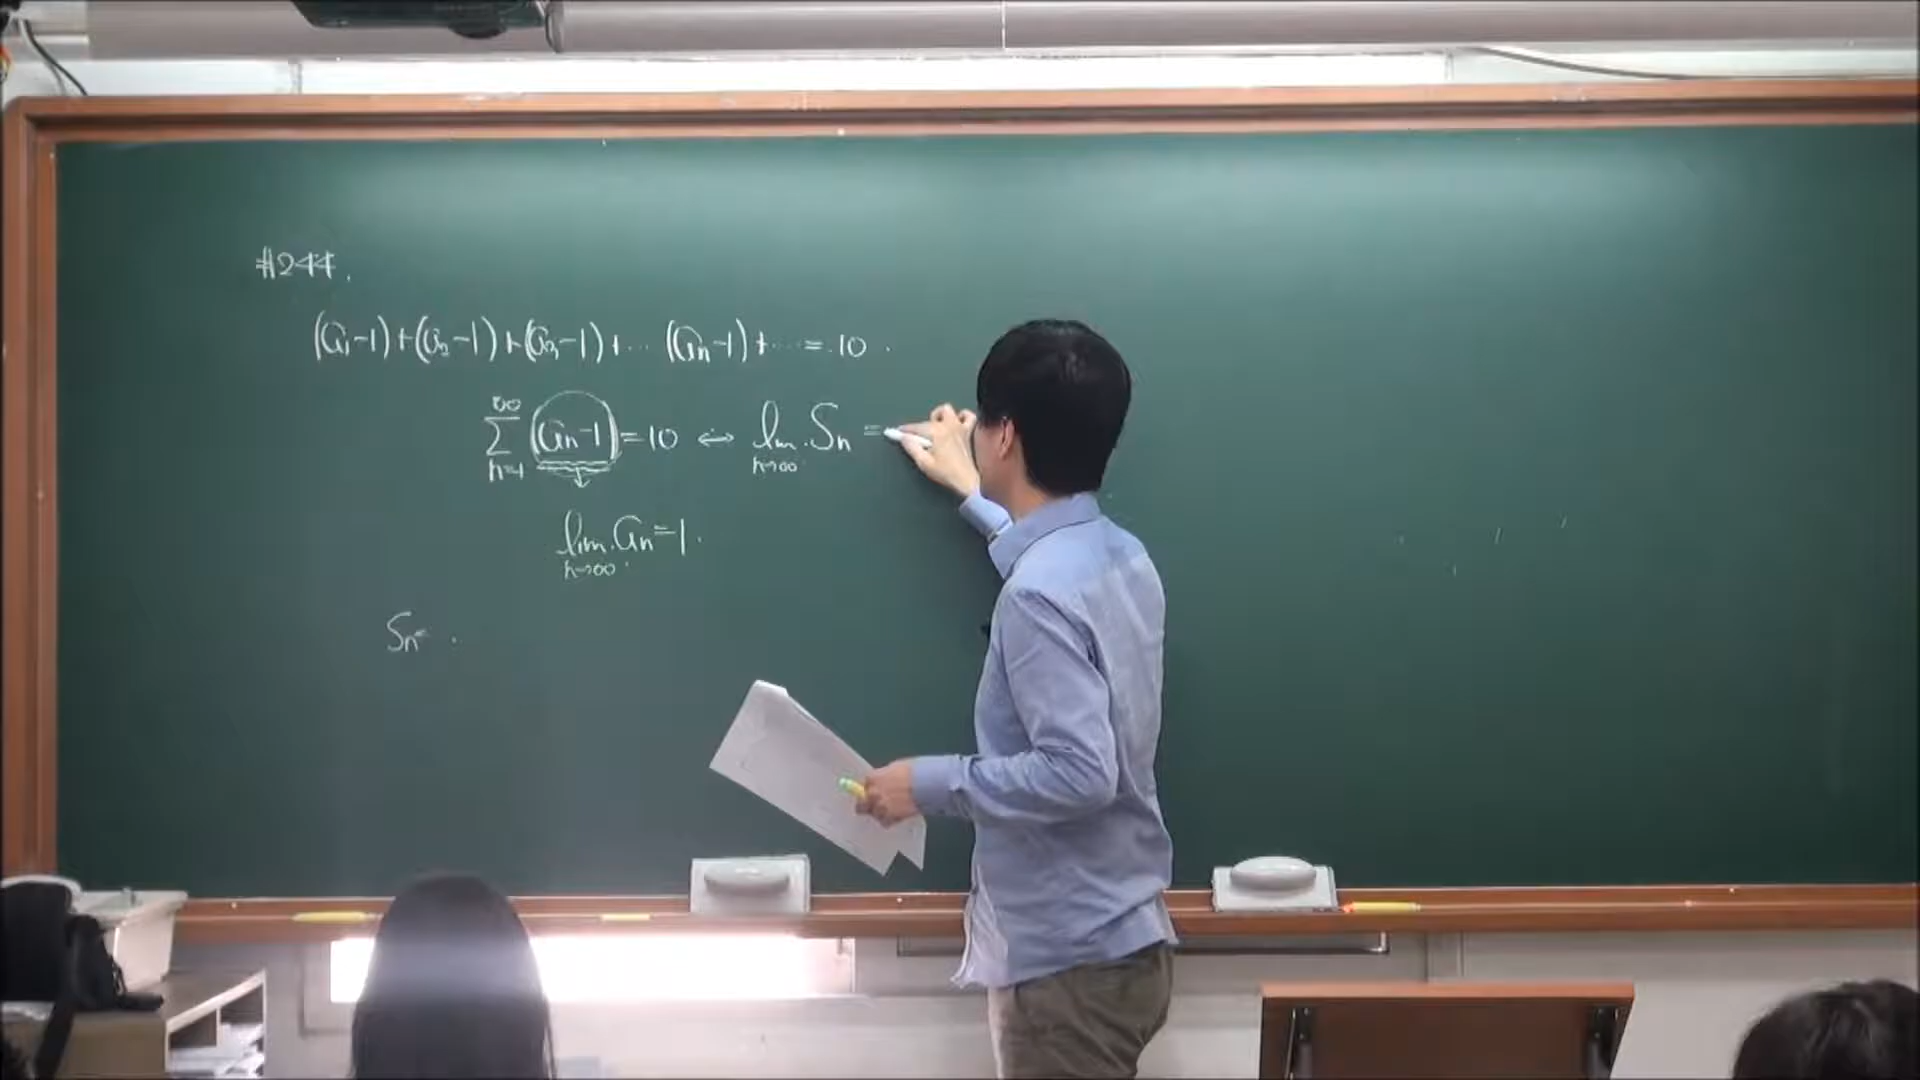 #244.
(a₁-1)+(a₂-1)+(a₃-1)+… (aₙ-1)+…=10.
∞
∑ (aₙ-1)=10 ↔ lim Sₙ =
n=1 n→∞
lim aₙ=1.
n→∞
Sₙ=